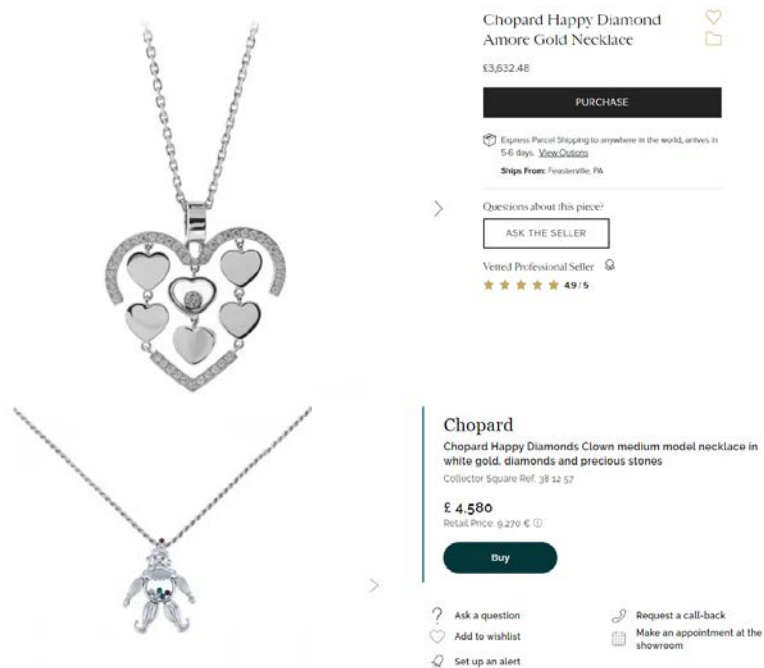 Chopard Happy Diamond
Amore Gold Necklace
£3,632.48
PURCHASE
Express Parcel Shipping to anywhere in the world, arrives in
5-6 days. View Options
Ships From: Feasterville, PA
Questions about this piece?
ASK THE SELLER
Vetted Professional Seller
4.9 / 5
Chopard
Chopard Happy Diamonds Clown medium model necklace in
white gold, diamonds and precious stones
Collector Square Ref. 38 12 57
£ 4,580
Retail Price: 9,270 €
Buy
Ask a question
Request a call-back
Add to wishlist
Make an appointment at the
showroom
Set up an alert